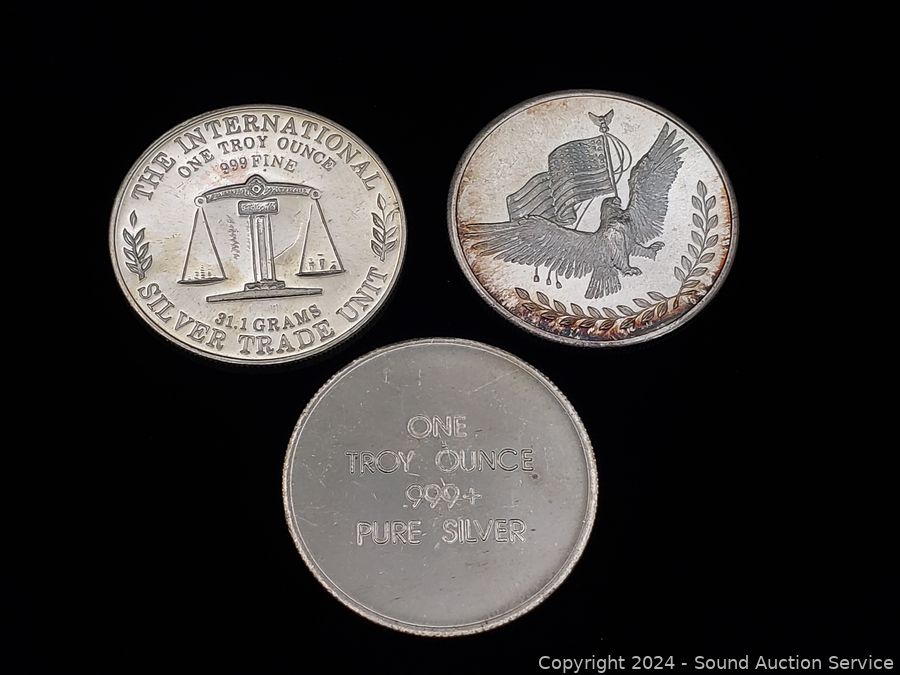 THE INTERNATIONAL
ONE TROY OUNCE
999 FINE
31.1 GRAMS
SILVER TRADE UNIT
ONE
TROY OUNCE
.999+
PURE SILVER
Copyright 2024 - Sound Auction Service